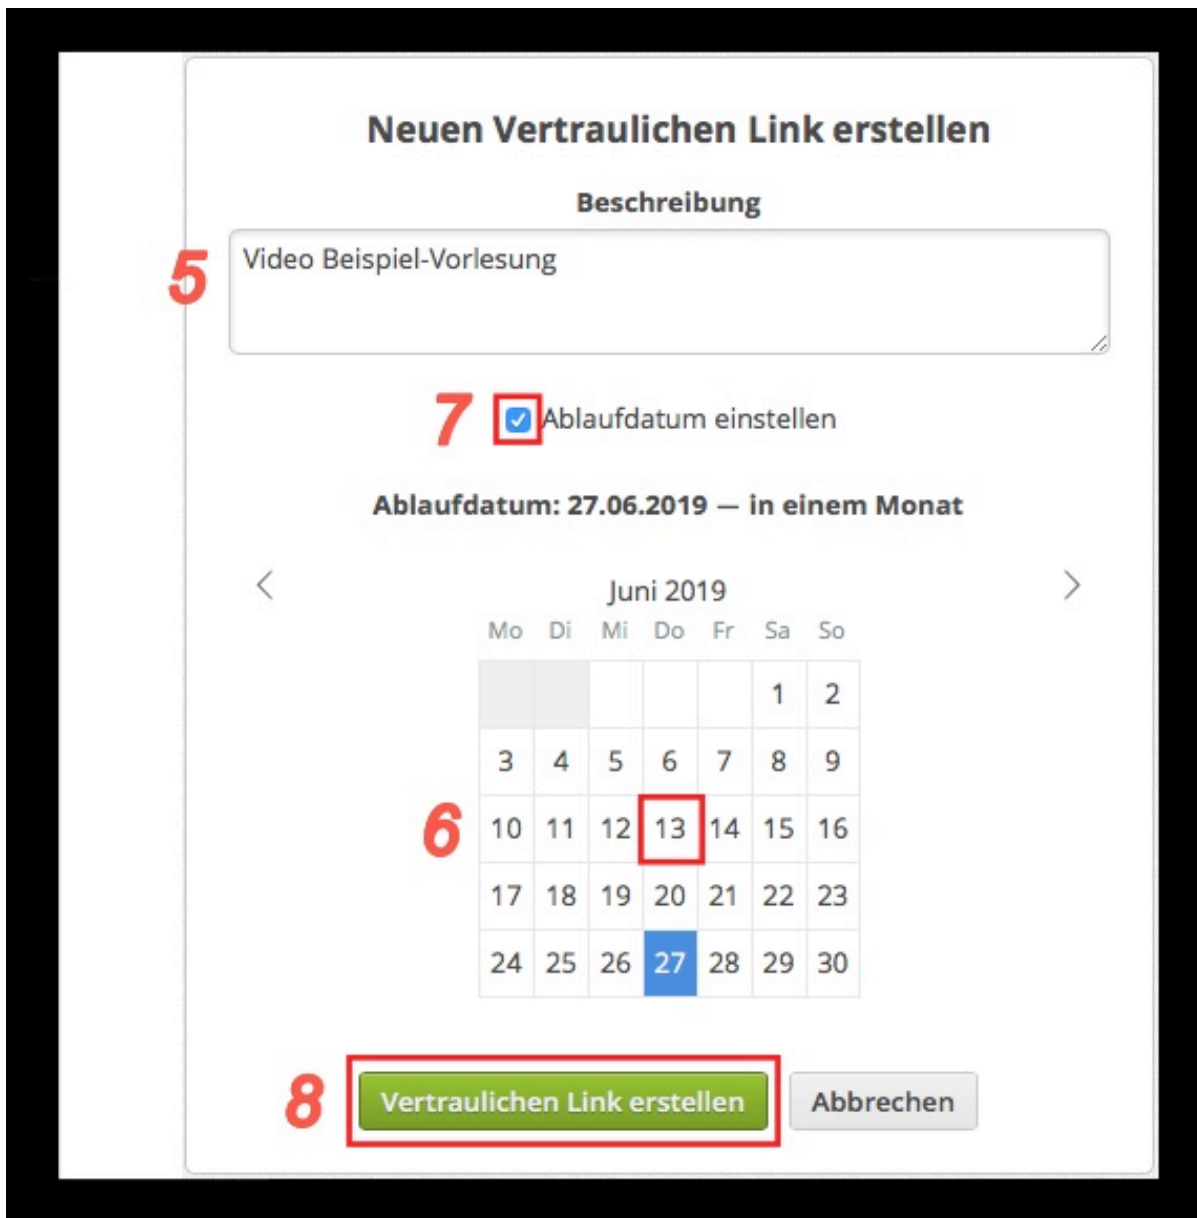 Neuen Vertraulichen Link erstellen
Beschreibung
5 Video Beispiel-Vorlesung
7 Ablaufdatum einstellen
Ablaufdatum: 27.06.2019 — in einem Monat
Juni 2019
Mo Di Mi Do Fr Sa So
1 2
3 4 5 6 7 8 9
6 10 11 12 13 14 15 16
17 18 19 20 21 22 23
24 25 26 27 28 29 30
8 Vertraulichen Link erstellen Abbrechen